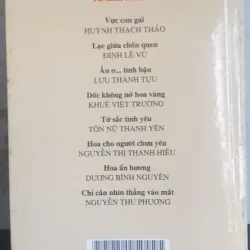 Vực con gái
HUỲNH THẠCH THẢO
Lạc giữa chốn quen
ĐINH LÊ VŨ
Ầu ơ... tình hậu
LƯU THÀNH TỰU
Dốc không nở hoa vàng
KHUÊ VIỆT TRƯỜNG
Tứ sắc tình yêu
TÔN NỮ THANH YÊN
Hoa cho người chưa yêu
NGUYỄN THỊ THANH HIẾU
Hoa ẩn hương
DƯƠNG BÌNH NGUYÊN
Chỉ cần nhìn thẳng vào mắt
NGUYỄN THU PHƯƠNG